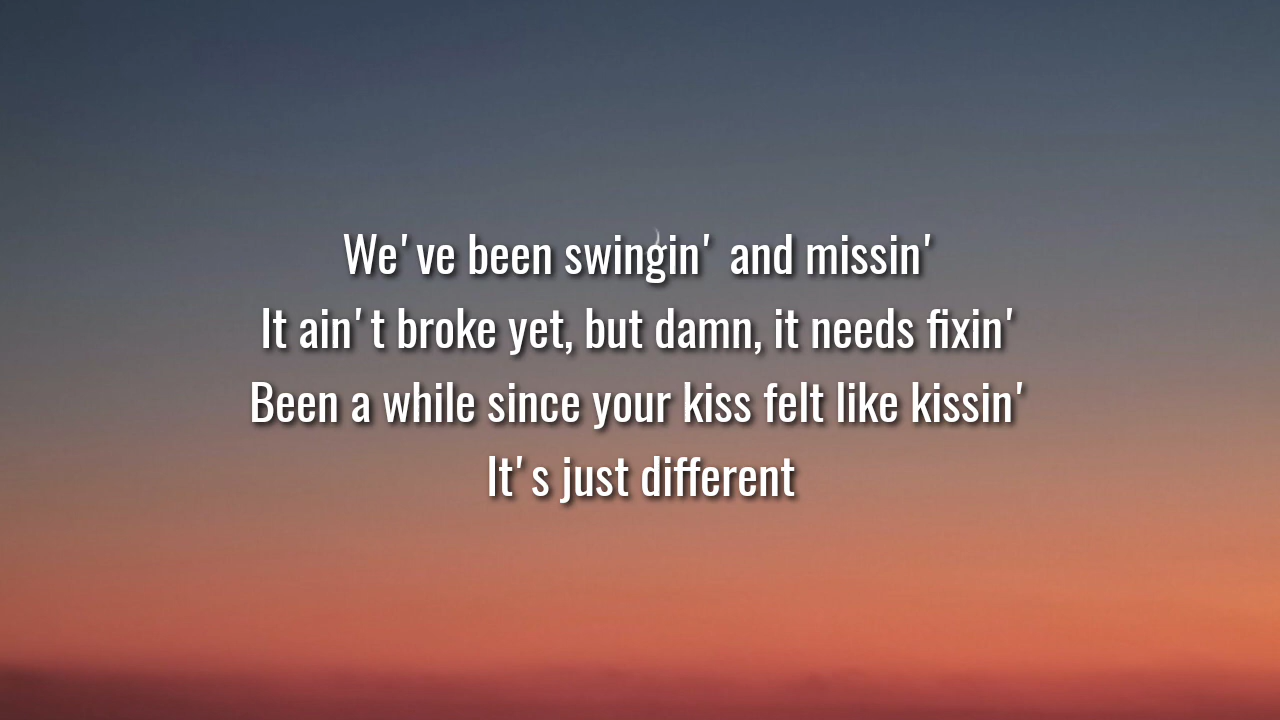 We've been swingin' and missin'
It ain't broke yet, but damn, it needs fixin'
Been a while since your kiss felt like kissin'
It's just different